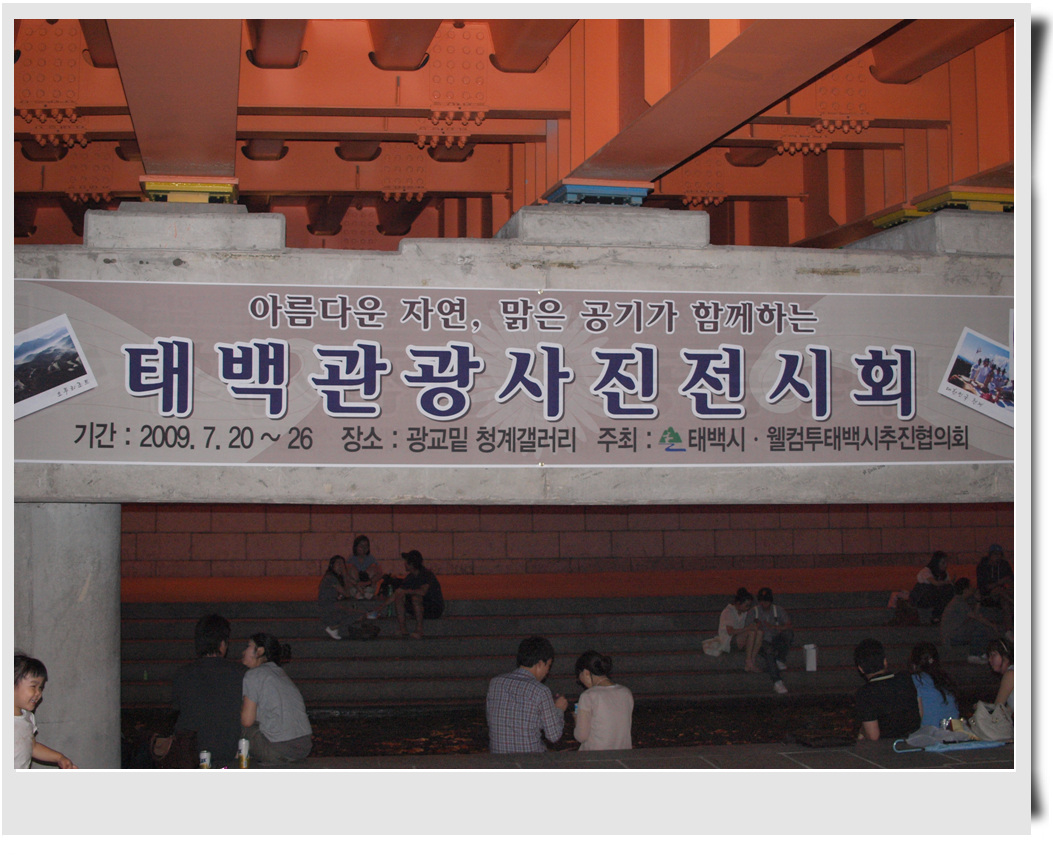 아름다운 자연, 맑은 공기가 함께하는
태백관광사진전시회
기간 : 2009. 7. 20 ~ 26 장소 : 광교밑 청계갤러리 주최 : 태백시 · 웰컴투태백시추진협의회